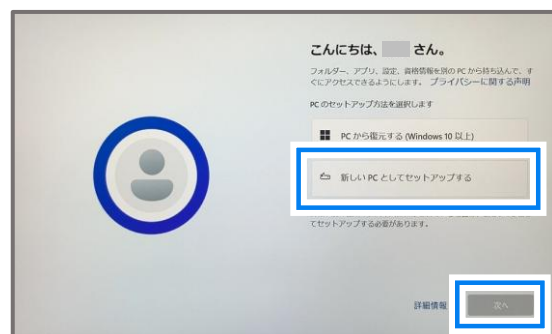 こんにちは、 さん。
フォルダー、アプリ、設定、資格情報を別の PC から持ち込んで、す
ぐにアクセスできるようにします。 プライバシーに関する声明
PC のセットアップ方法を選択します
PC から復元する (Windows 10 以上)
新しい PC としてセットアップする
てセットアップする必要があります。
詳細情報
次へ